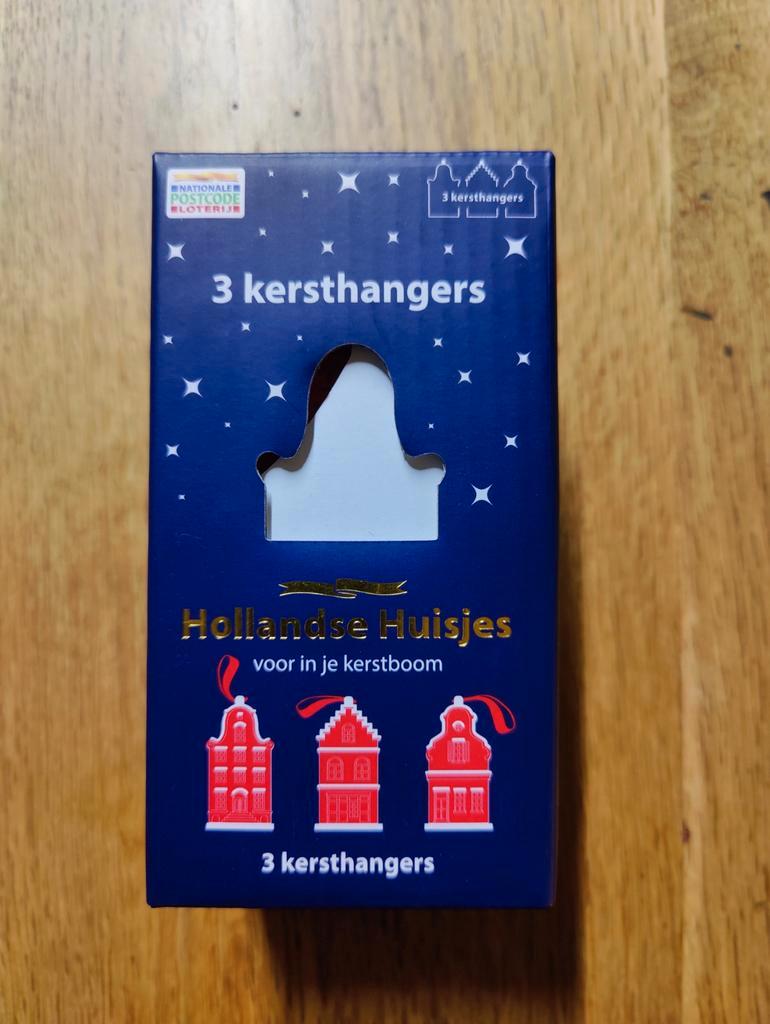 NATIONALE
POSTCODE
LOTERIJ
3 kersthangers
3 kersthangers
Hollandse Huisjes
voor in je kerstboom
3 kersthangers